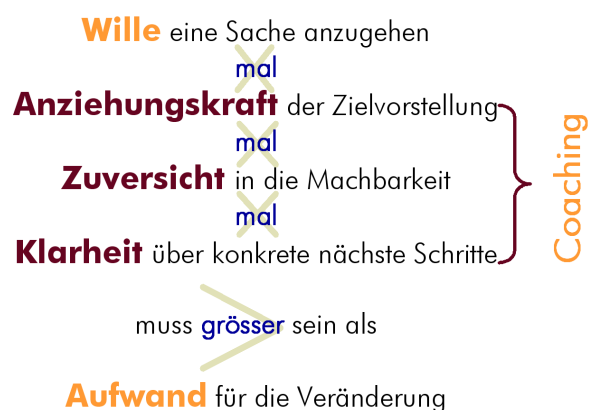 Wille eine Sache anzugehen
mal
Anziehungskraft der Zielvorstellung
mal
Zuversicht in die Machbarkeit
mal
Klarheit über konkrete nächste Schritte
Coaching
muss grösser sein als
Aufwand für die Veränderung